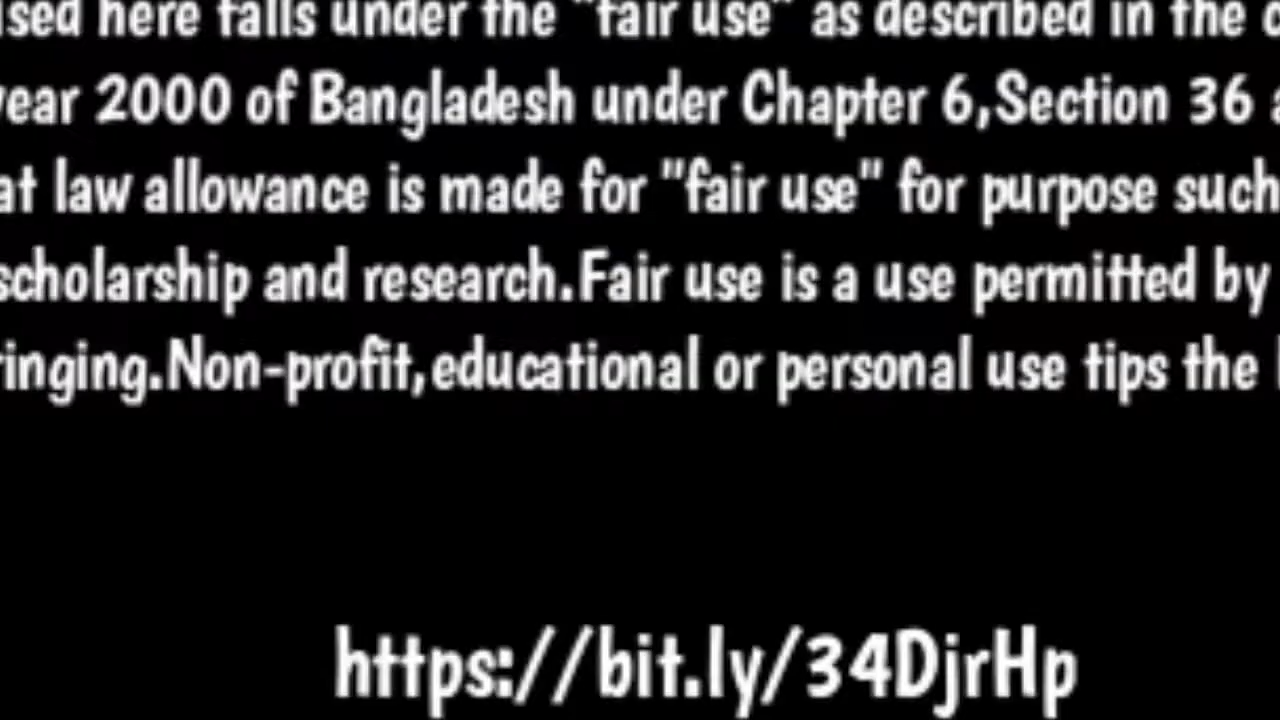 sed here falls under the "fair use" as described in the
year 2000 of Bangladesh under Chapter 6,Section 36
at law allowance is made for "fair use" for purpose such
scholarship and research.Fair use is a use permitted by
ringing.Non-profit,educational or personal use tips the
https://bit.ly/34DjrHp